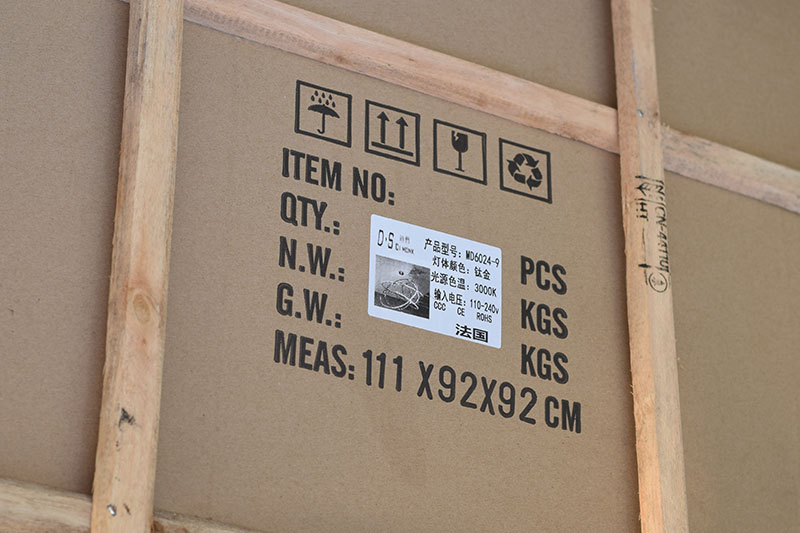 ITEM NO:
QTY.:
PCS
N.W.:
KGS
G.W.:
KGS
MEAS: 111 X92X92 CM
D·S
产品型号: MD6024-9
灯体颜色: 钛金
光源色温: 3000K
输入电压: 110-240v
CCC CE ROHS
法国